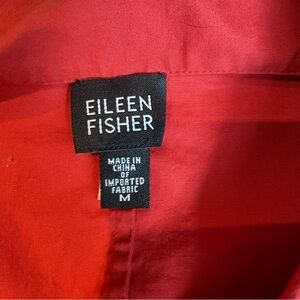 EILEEN
FISHER
MADE IN
CHINA
OF
IMPORTED
FABRIC
M